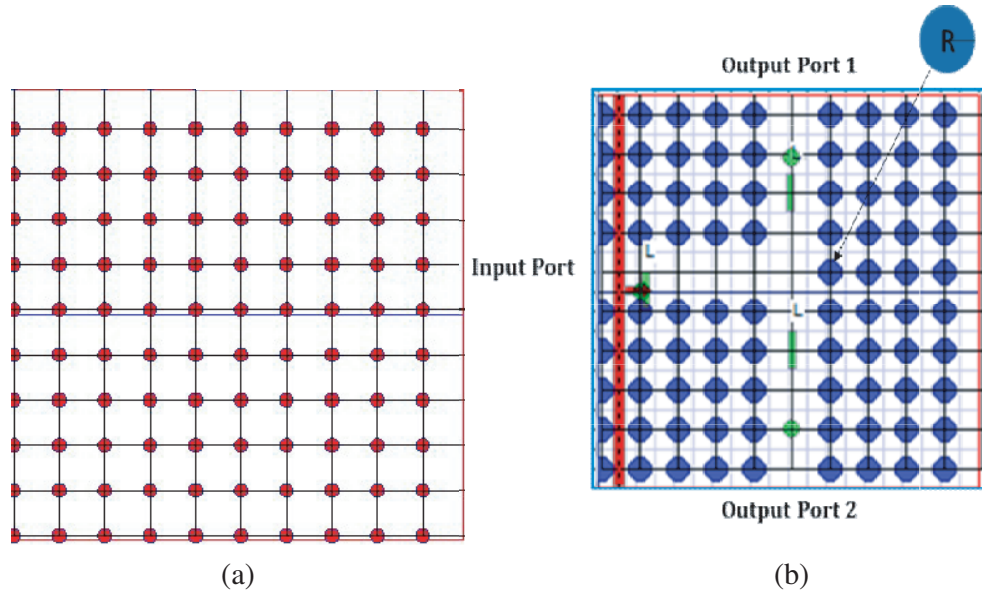 R
Output Port 1
L
Input Port
L
L
Output Port 2
(a)
(b)